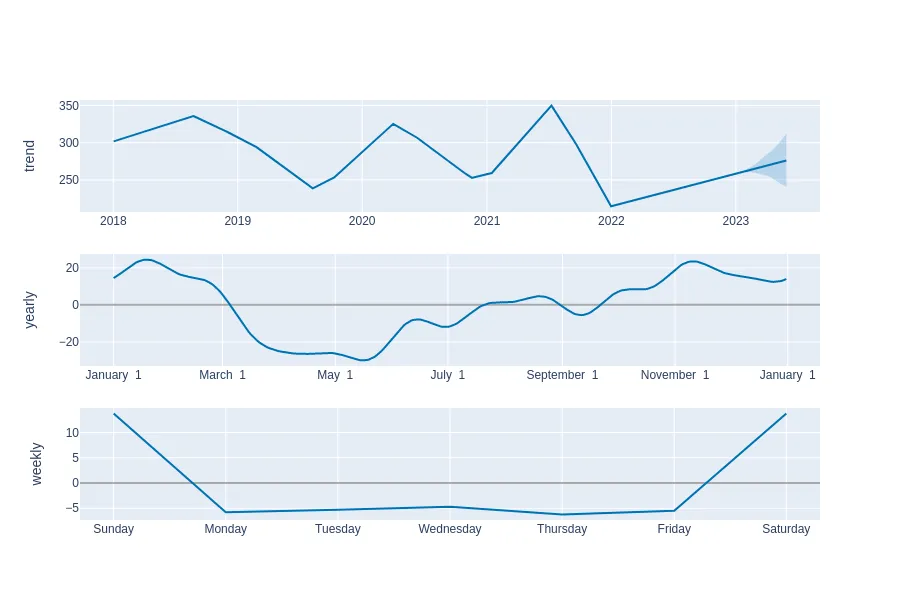 trend
350
300
250
2018 2019 2020 2021 2022 2023
yearly
20
0
−20
January 1 March 1 May 1 July 1 September 1 November 1 January 1
weekly
10
5
0
−5
Sunday Monday Tuesday Wednesday Thursday Friday Saturday